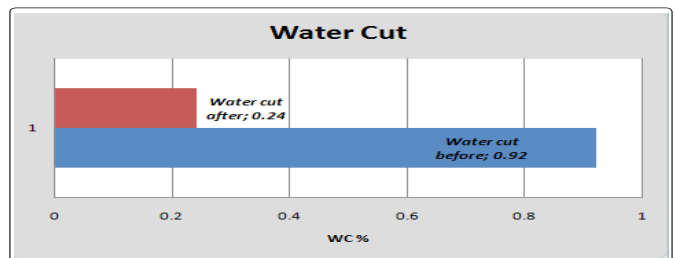 Water Cut
Water cut
after; 0.24
1
Water cut
before; 0.92
0 0.2 0.4 0.6 0.8 1
WC%